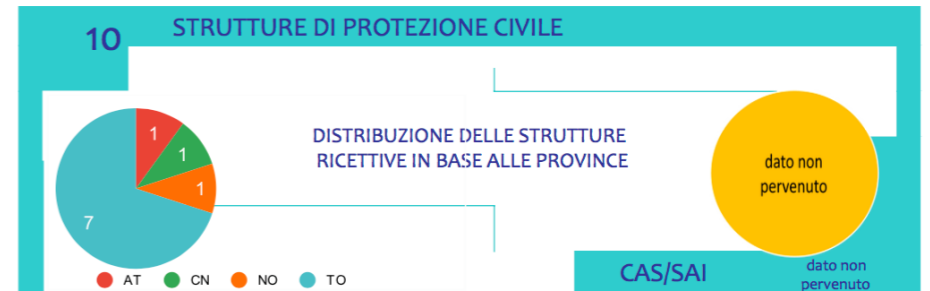 10
STRUTTURE DI PROTEZIONE CIVILE
1
1
1
7
DISTRIBUZIONE DELLE STRUTTURE
RICETTIVE IN BASE ALLE PROVINCE
dato non
pervenuto
AT CN NO TO
CAS/SAI
dato non
pervenuto